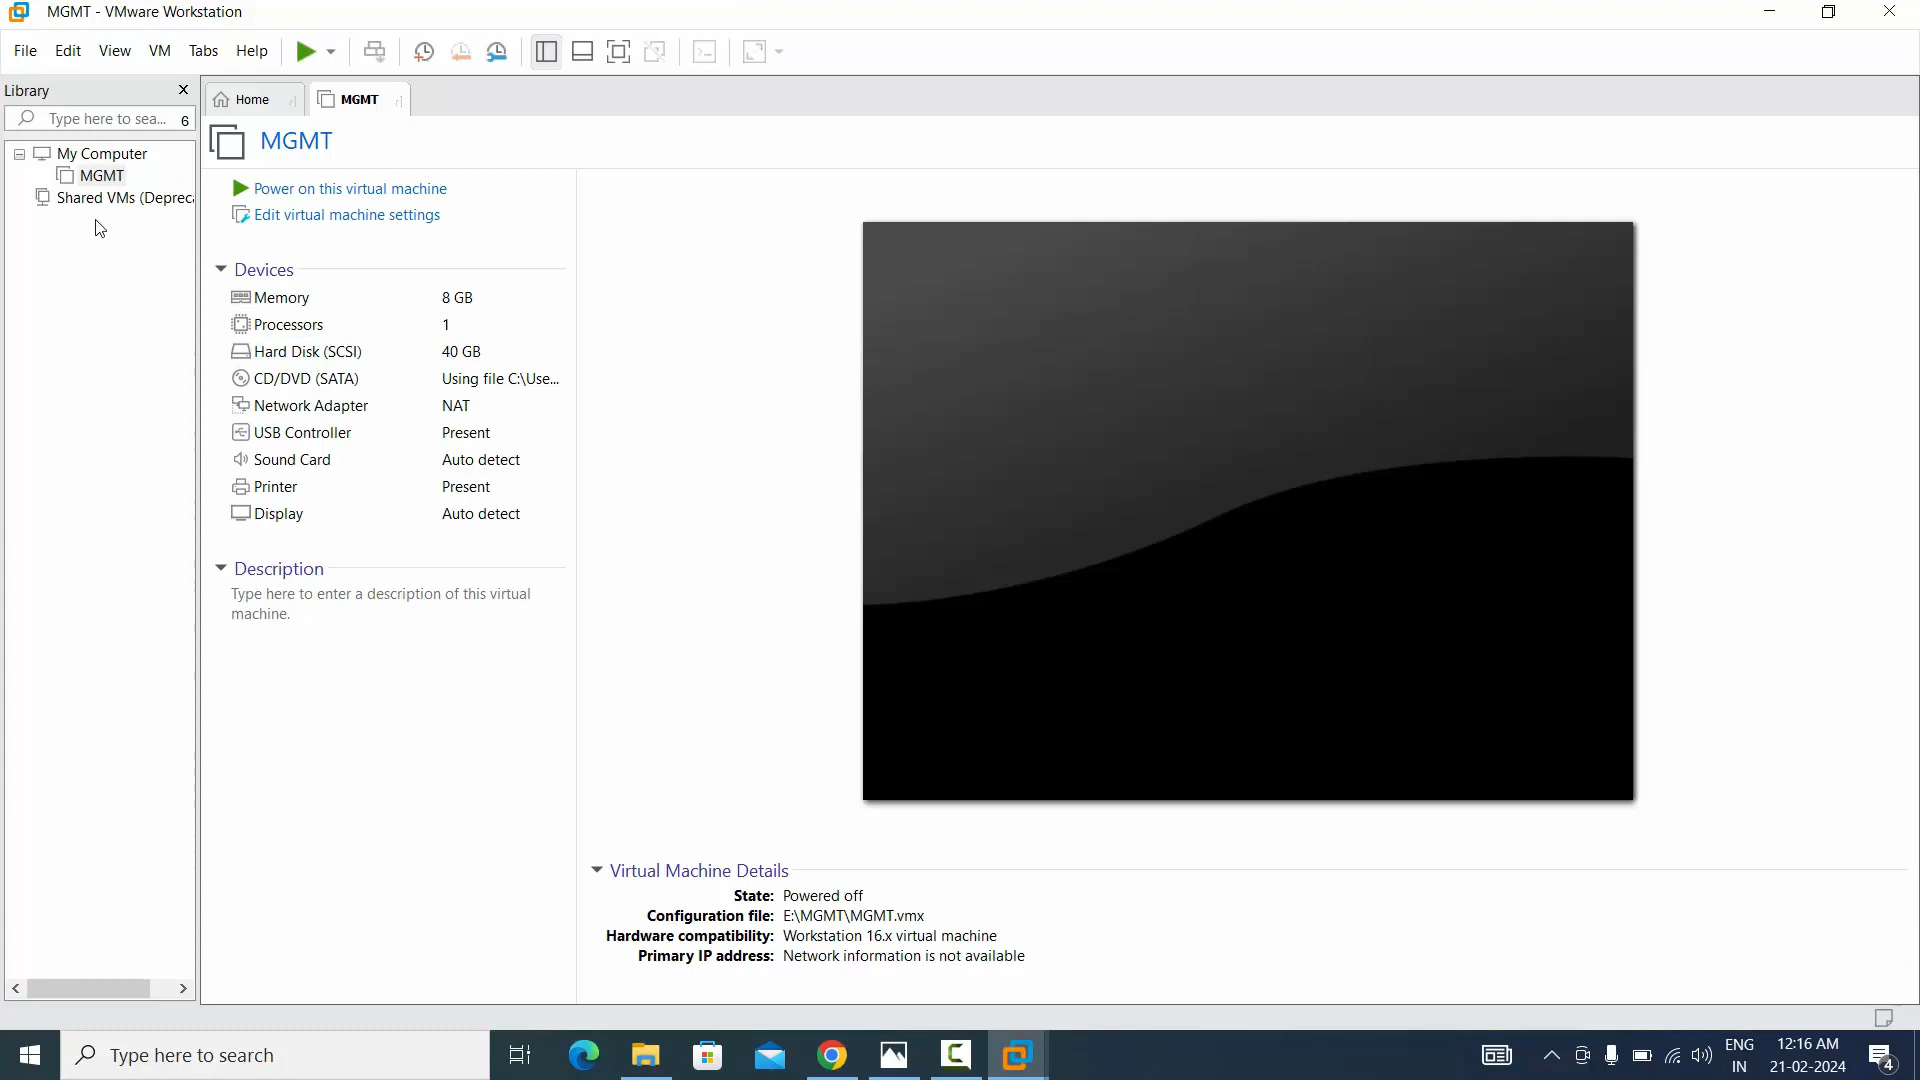 MGMT - VMware Workstation
File Edit View VM Tabs Help
Library
Type here to sea... 6
My Computer
MGMT
Shared VMs (Depreca
Home MGMT
MGMT
Power on this virtual machine
Edit virtual machine settings
Devices
Memory 8 GB
Processors 1
Hard Disk (SCSI) 40 GB
CD/DVD (SATA) Using file C:\Use...
Network Adapter NAT
USB Controller Present
Sound Card Auto detect
Printer Present
Display Auto detect
Description
Type here to enter a description of this virtual
machine.
Virtual Machine Details
State: Powered off
Configuration file: E:\MGMT\MGMT.vmx
Hardware compatibility: Workstation 16.x virtual machine
Primary IP address: Network information is not available
Type here to search
ENG
IN
12:16 AM
21-02-2024
4